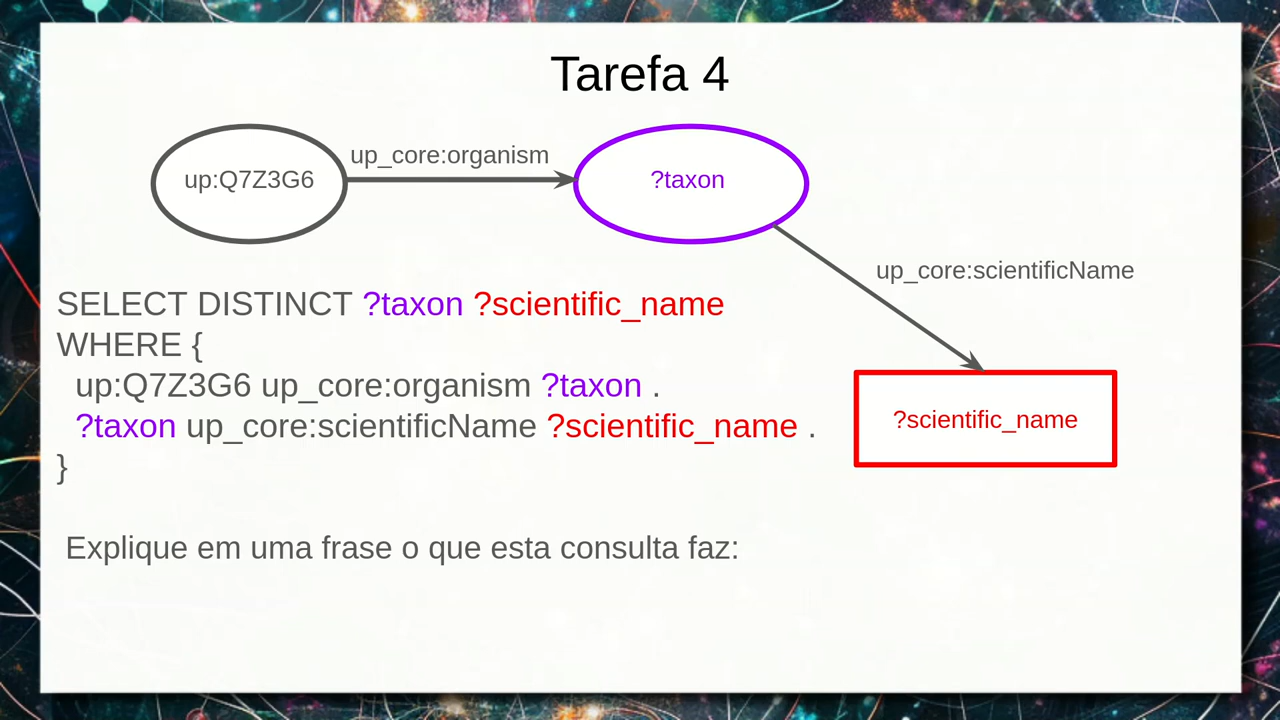 Tarefa 4
up:Q7Z3G6
up_core:organism
?taxon
up_core:scientificName
?scientific_name
SELECT DISTINCT ?taxon ?scientific_name
WHERE {
up:Q7Z3G6 up_core:organism ?taxon .
?taxon up_core:scientificName ?scientific_name .
}
Explique em uma frase o que esta consulta faz: